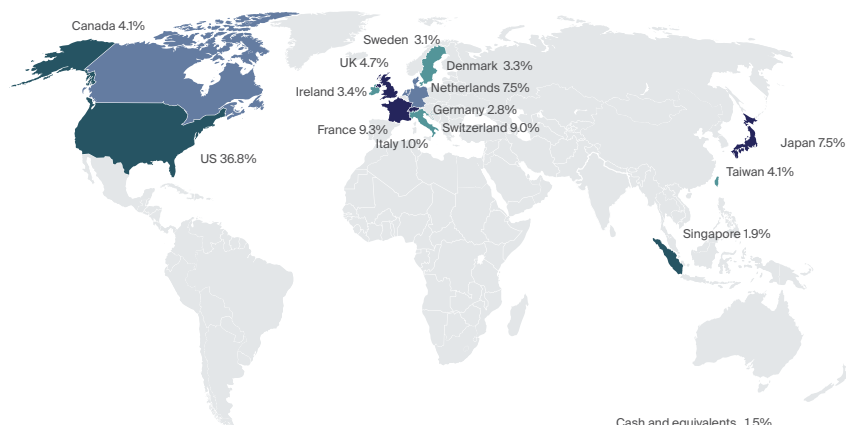 Canada 4.1%
Sweden 3.1%
UK 4.7%
Denmark 3.3%
Ireland 3.4%
Netherlands 7.5%
Germany 2.8%
France 9.3%
Switzerland 9.0%
Italy 1.0%
US 36.8%
Japan 7.5%
Taiwan 4.1%
Singapore 1.9%
Cash and equivalents 1.5%